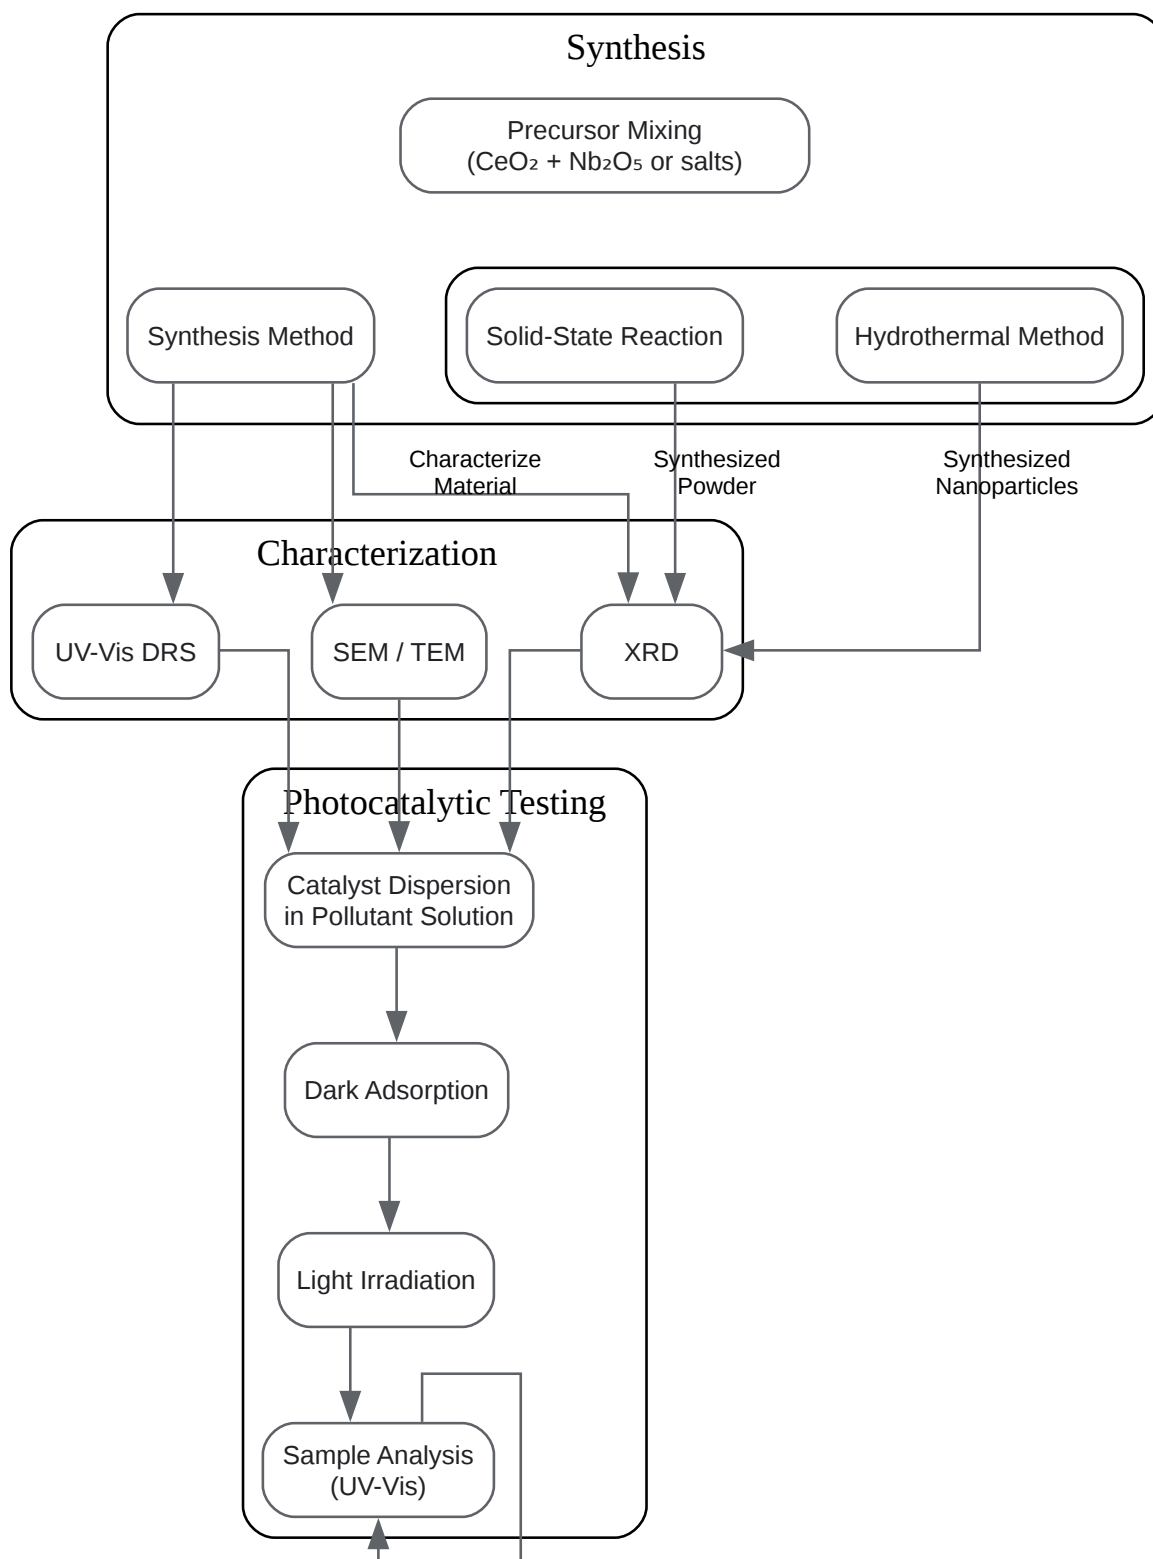 Synthesis
Precursor Mixing
(CeO₂ + Nb₂O₅ or salts)
Synthesis Method
Solid-State Reaction
Hydrothermal Method
Characterize
Material
Synthesized
Powder
Synthesized
Nanoparticles
Characterization
UV-Vis DRS
SEM / TEM
XRD
Photocatalytic Testing
Catalyst Dispersion
in Pollutant Solution
Dark Adsorption
Light Irradiation
Sample Analysis
(UV-Vis)